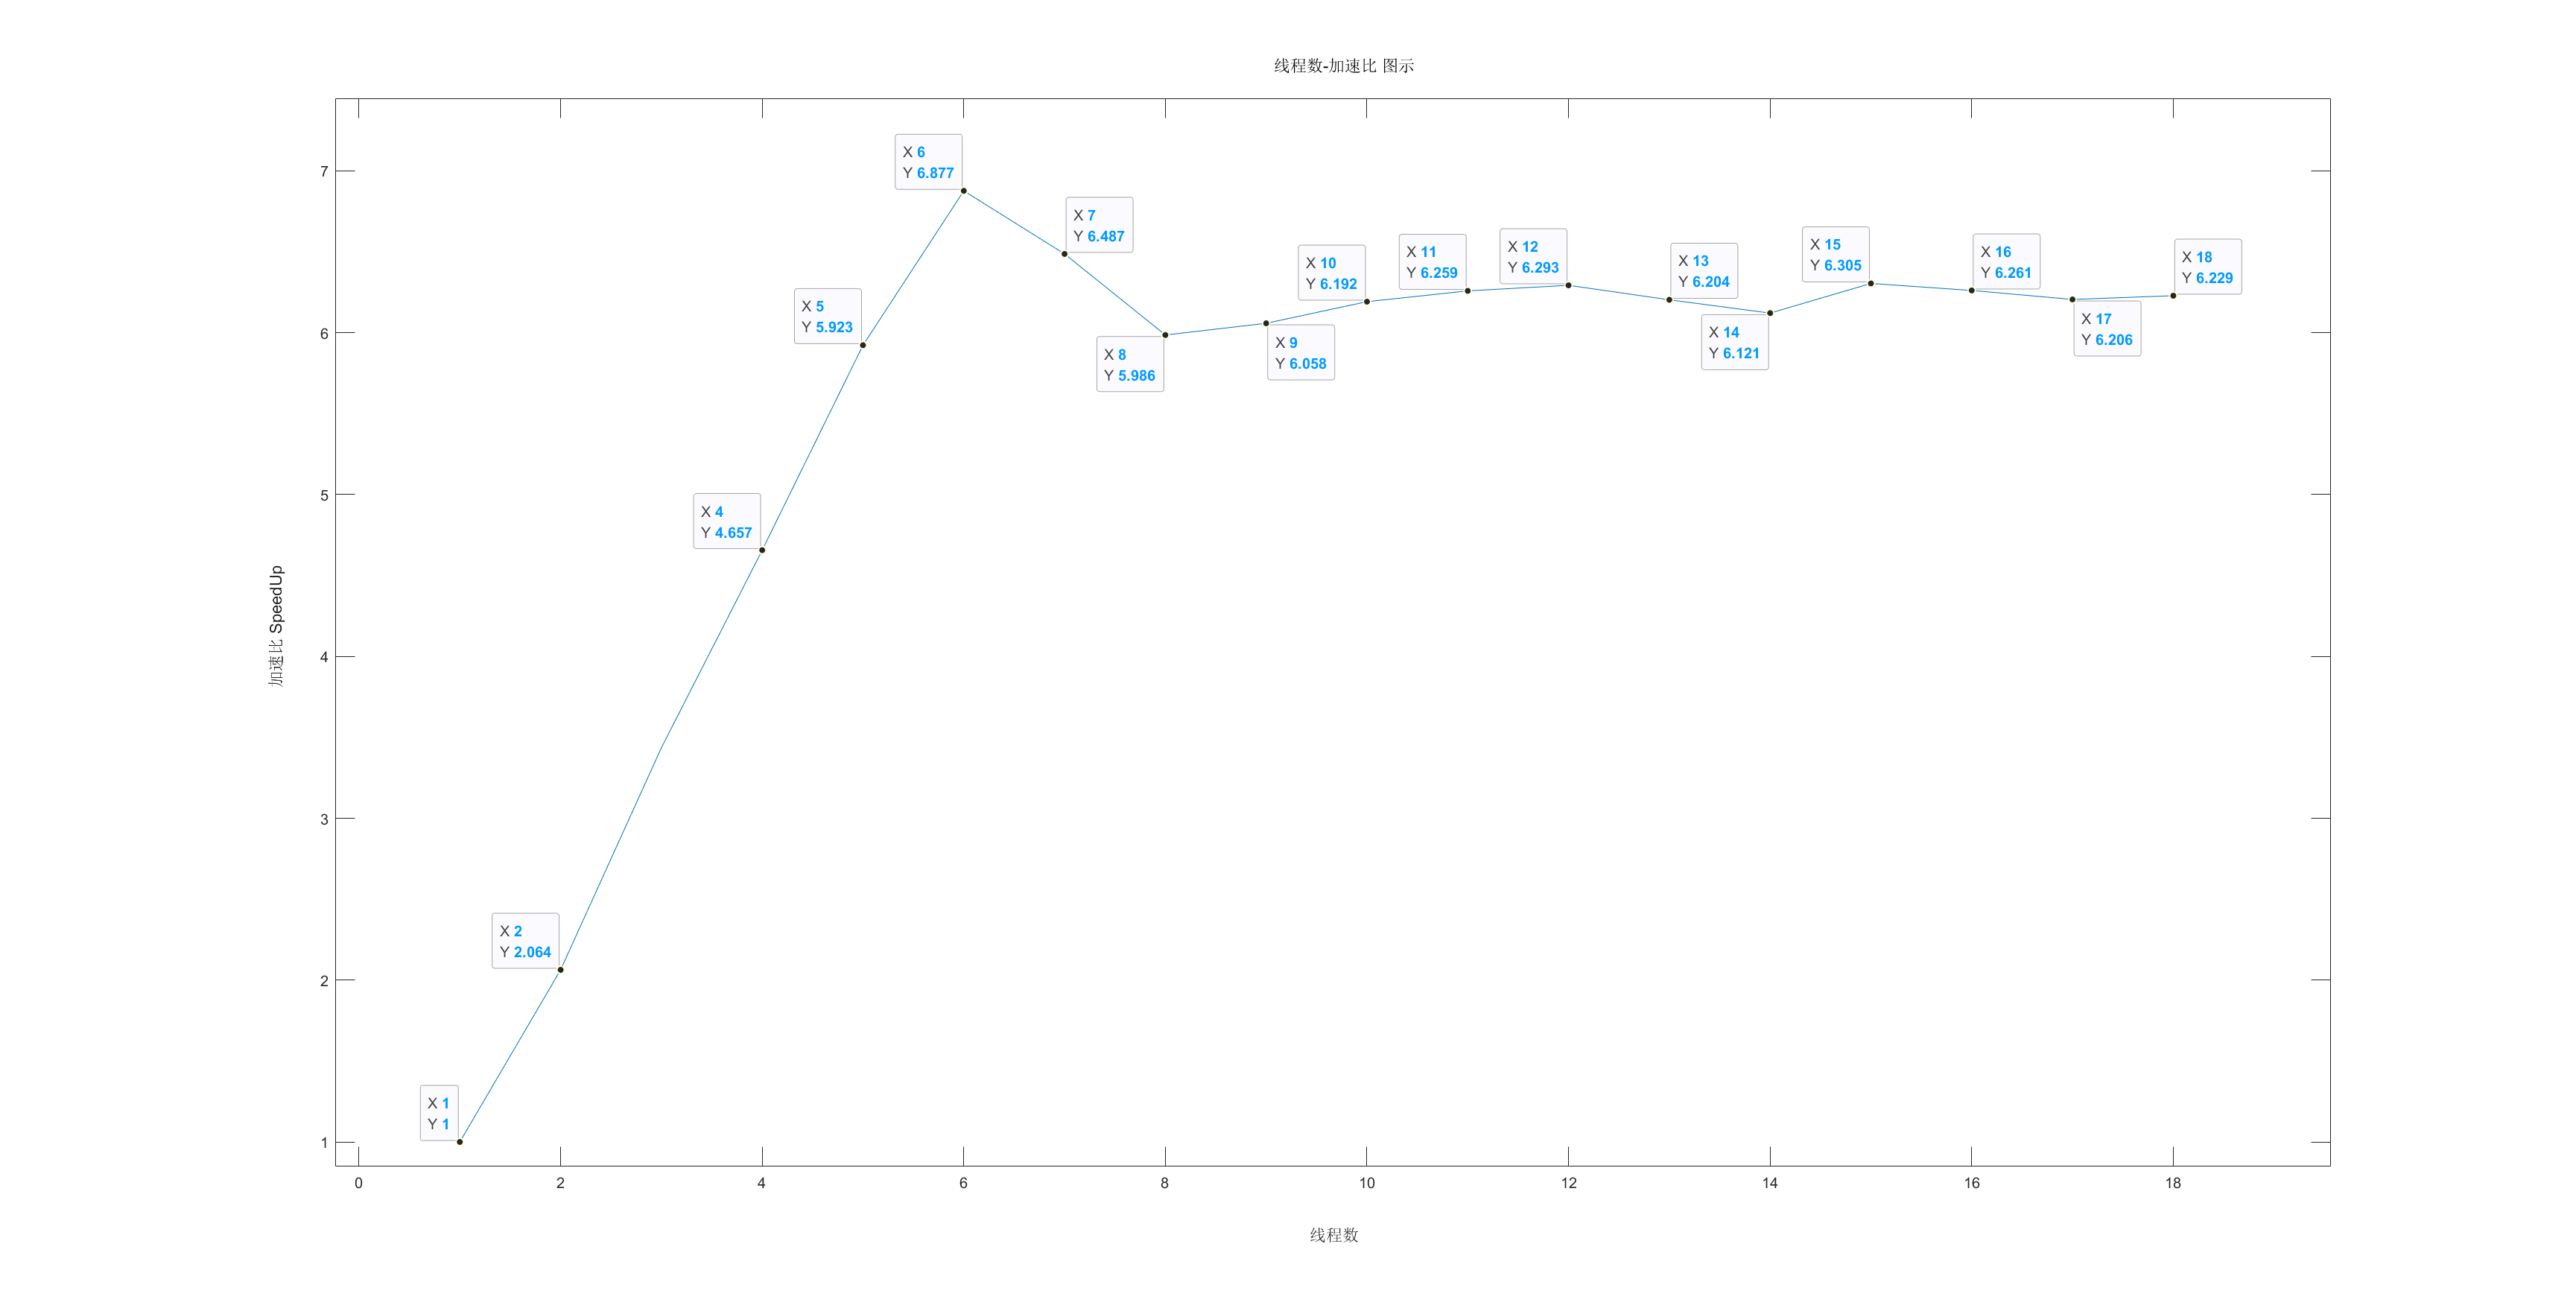 线程数-加速比 图示
7
6
5
4
3
2
1
加速比 SpeedUp
X 1
Y 1
X 2
Y 2.064
X 4
Y 4.657
X 5
Y 5.923
X 6
Y 6.877
X 7
Y 6.487
X 8
Y 5.986
X 9
Y 6.058
X 10
Y 6.192
X 11
Y 6.259
X 12
Y 6.293
X 13
Y 6.204
X 14
Y 6.121
X 15
Y 6.305
X 16
Y 6.261
X 17
Y 6.206
X 18
Y 6.229
0 2 4 6 8 10 12 14 16 18
线程数